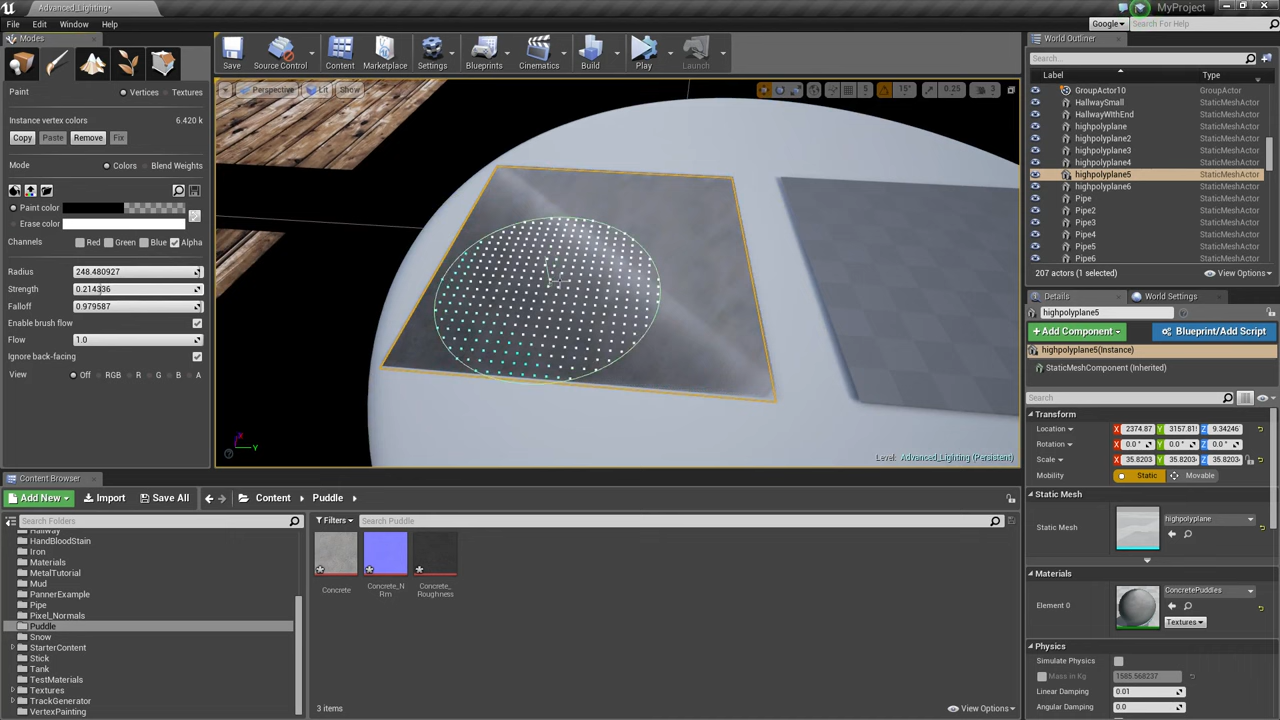 Advanced_Lighting*
MyProject
File Edit Window Help
Google Search For Help
Modes
Save Source Control Content Marketplace Settings Blueprints Cinematics Build Play Launch
World Outliner
Search...
Label Type
Paint Vertices Textures
Instance vertex colors 6.420 k
Copy Paste Remove Fix
Mode Colors Blend Weights
Paint color
Erase color
Channels Red Green Blue Alpha
Radius 248.480927
Strength 0.214336
Falloff 0.979587
Enable brush flow
Flow 1.0
Ignore back-facing
View Off RGB R G B A
Perspective Lit Show 5 15° 0.25 3
X
Y
Level: Advanced_Lighting (Persistent)
GroupActor10 GroupActor
HallwaySmall StaticMeshActor
HallwayWIthEnd StaticMeshActor
highpolyplane StaticMeshActor
highpolyplane2 StaticMeshActor
highpolyplane3 StaticMeshActor
highpolyplane4 StaticMeshActor
highpolyplane5 StaticMeshActor
highpolyplane6 StaticMeshActor
Pipe StaticMeshActor
Pipe2 StaticMeshActor
Pipe3 StaticMeshActor
Pipe4 StaticMeshActor
Pipe5 StaticMeshActor
Pipe6 StaticMeshActor
207 actors (1 selected) View Options
Details World Settings
highpolyplane5
+Add Component Blueprint/Add Script
highpolyplane5(Instance)
StaticMeshComponent (Inherited)
Search
Transform
Location X 2374.87 Y 3157.81 Z 9.34246
Rotation X 0.0 ° Y 0.0 ° Z 0.0 °
Scale X 35.8203 Y 35.8203 Z 35.8203
Mobility Static Movable
Static Mesh
Static Mesh highpolyplane
Materials
Element 0 ConcretePuddles
Textures
Physics
Simulate Physics
Mass in Kg 1585.568237
Linear Damping 0.01
Angular Damping 0.0
Content Browser
Add New Import Save All Content Puddle
Search Folders
Filters Search Puddle
Hallway
HandBloodStain
Iron
Materials
MetalTutorial
Mud
PannerExample
Pipe
Pixel_Normals
Puddle
Snow
StarterContent
Stick
Tank
TestMaterials
Textures
TrackGenerator
VertexPainting
Concrete
Concrete_N
Rm
Concrete_
Roughness
3 items View Options